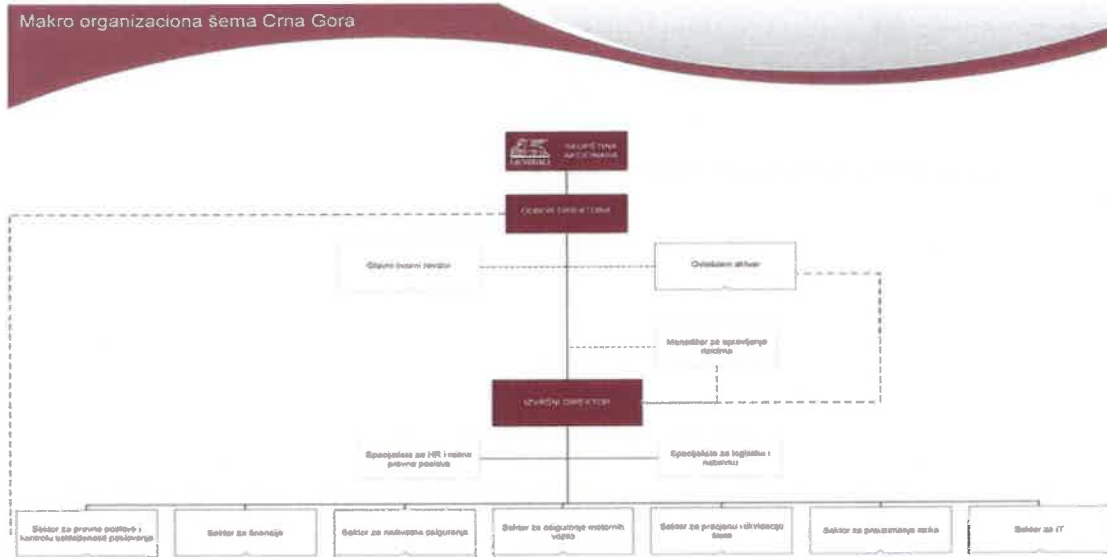 Makro organizaciona šema Crna Gora
GENERALI
SKUPŠTINA
AKCIONARA
ODBOR DIREKTORA
Glavni interni revizor
Ovlašćeni aktuar
Menadžer za upravljanje
rizicima
IZVRŠNI DIREKTOR
Specijalista za HR i radno
pravne poslove
Specijalista za logistiku i
nabavku
Sektor za pravne poslove i
kontrolu usklađenosti poslovanja
Sektor za finansije
Sektor za neživotna osiguranja
Sektor za osiguranje motornih
vozila
Sektor za procjenu i likvidaciju
šteta
Sektor za preuzimanje rizika
Sektor za IT